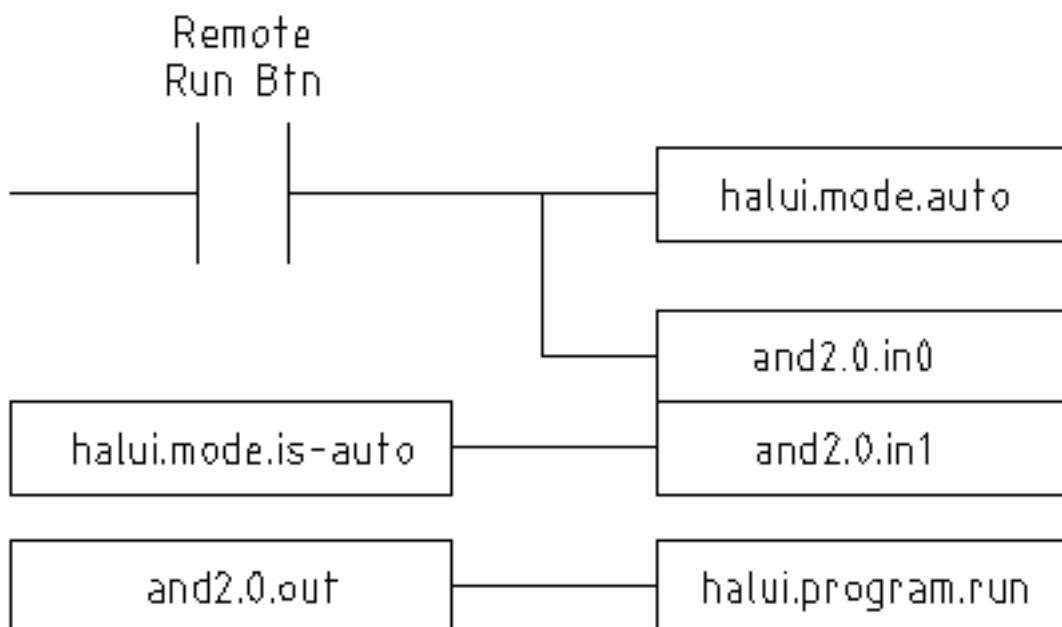 Remote
Run Btn
halui.mode.auto
and2.0.in0
halui.mode.is-auto
and2.0.in1
and2.0.out
halui.program.run